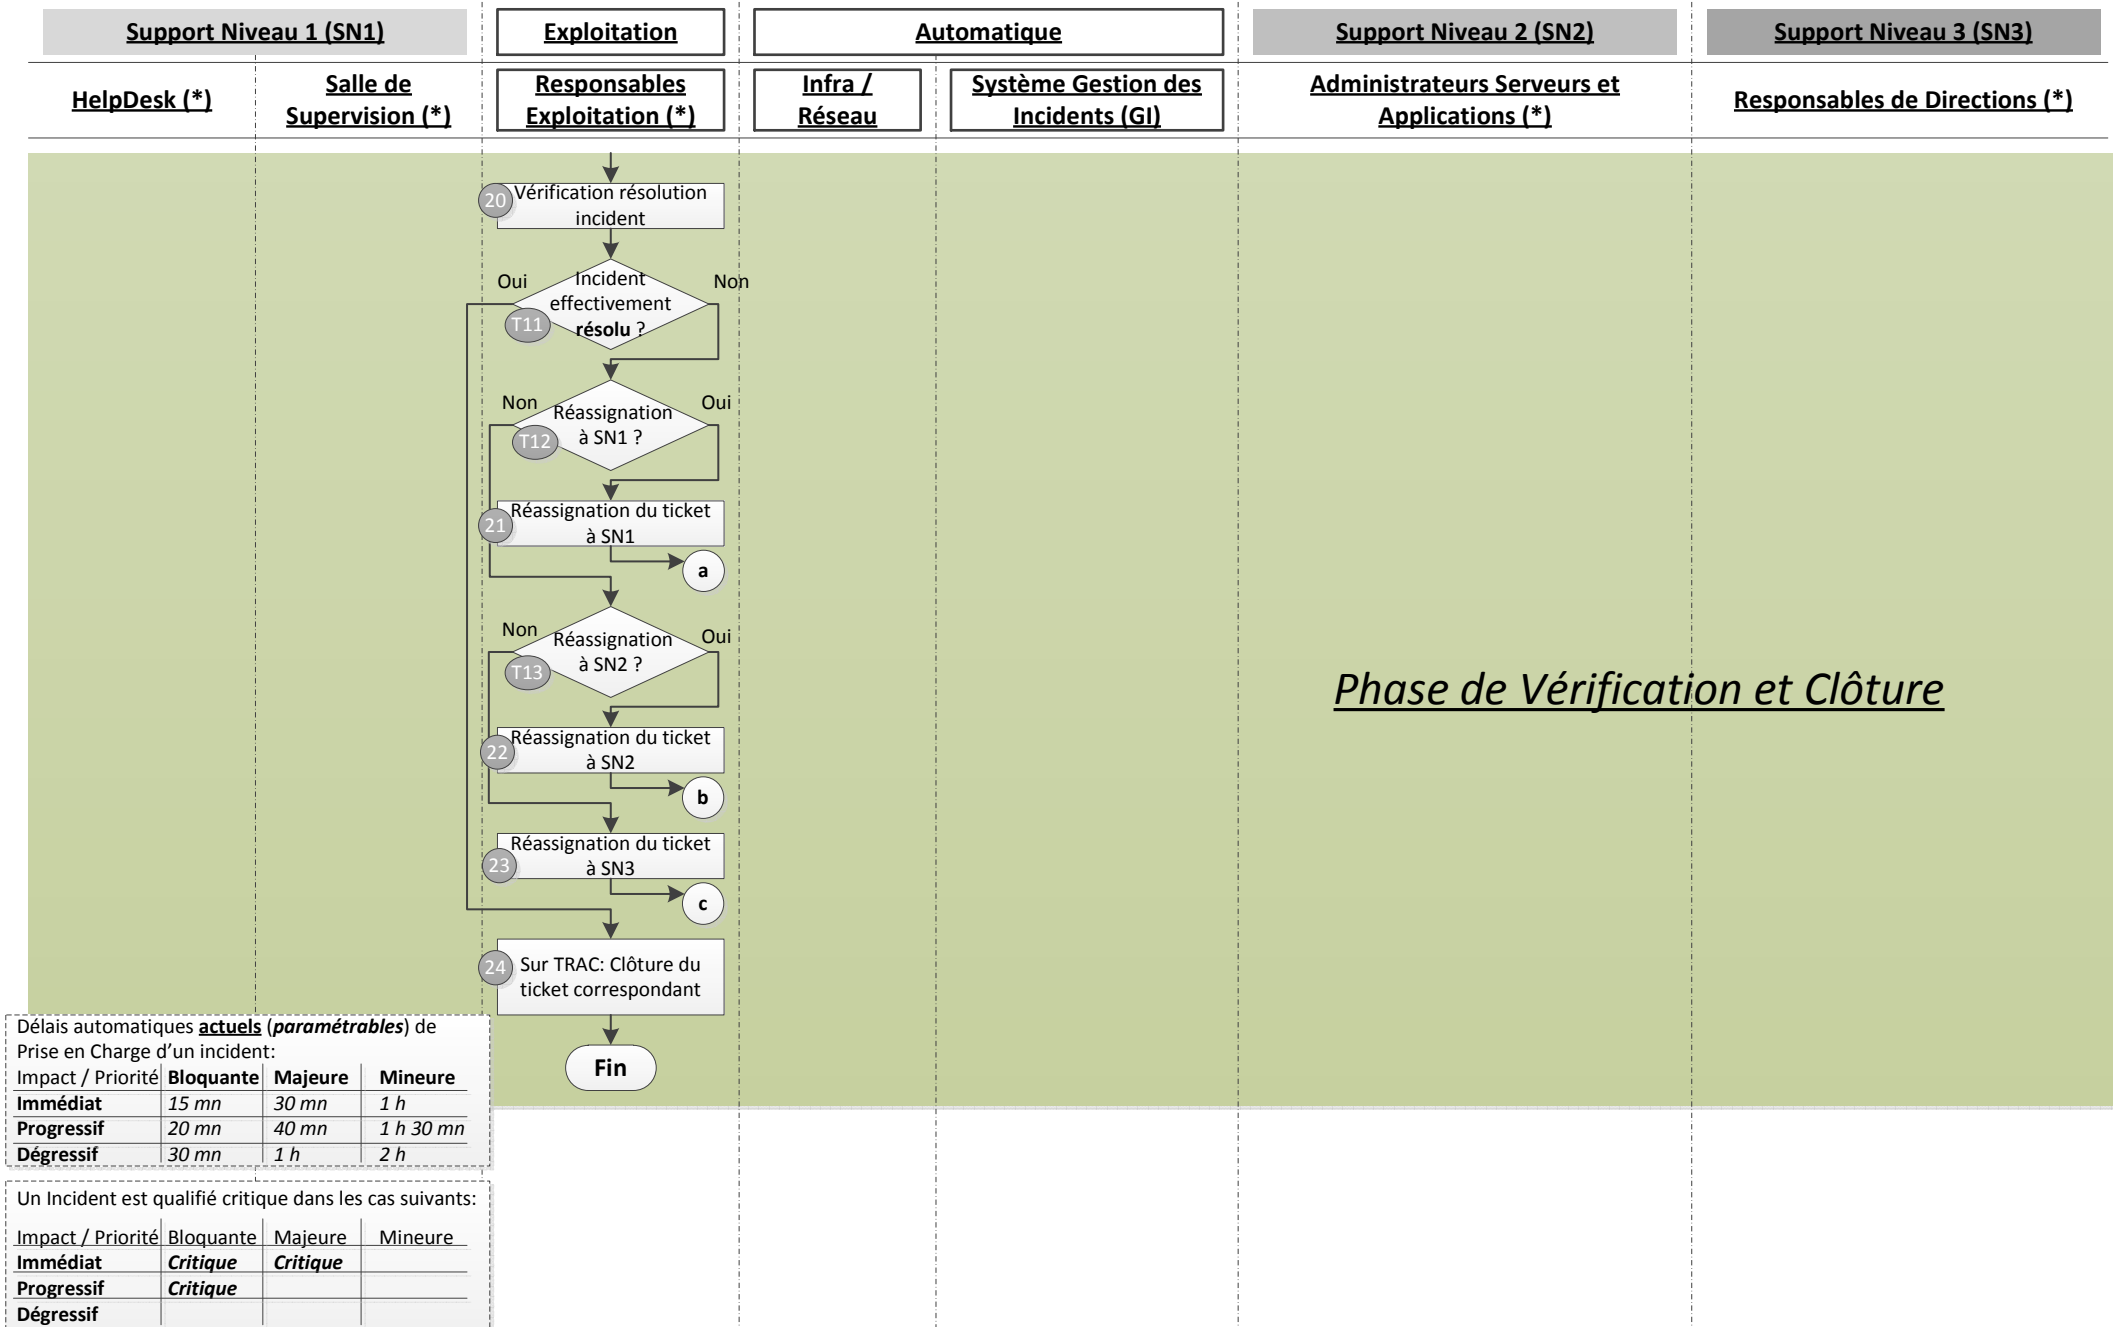 Support Niveau 1 (SN1)
Exploitation
Automatique
Support Niveau 2 (SN2)
Support Niveau 3 (SN3)
HelpDesk (*)
Salle de
Supervision (*)
Responsables
Exploitation (*)
Infra /
Réseau
Système Gestion des
Incidents (GI)
Administrateurs Serveurs et
Applications (*)
Responsables de Directions (*)
20
Vérification résolution
incident
Oui
Incident
effectivement
résolu ?
Non
T11
Non
Réassignation
à SN1 ?
Oui
T12
21
Réassignation du ticket
à SN1
a
Non
Réassignation
à SN2 ?
Oui
T13
Phase de Vérification et Clôture
22
Réassignation du ticket
à SN2
b
23
Réassignation du ticket
à SN3
c
24
Sur TRAC: Clôture du
ticket correspondant
Fin
Délais automatiques actuels (paramétrables) de
Prise en Charge d’un incident:
Impact / Priorité Bloquante Majeure Mineure
Immédiat 15 mn 30 mn 1 h
Progressif 20 mn 40 mn 1 h 30 mn
Dégressif 30 mn 1 h 2 h
Un Incident est qualifié critique dans les cas suivants:
Impact / Priorité Bloquante Majeure Mineure
Immédiat Critique Critique
Progressif Critique
Dégressif